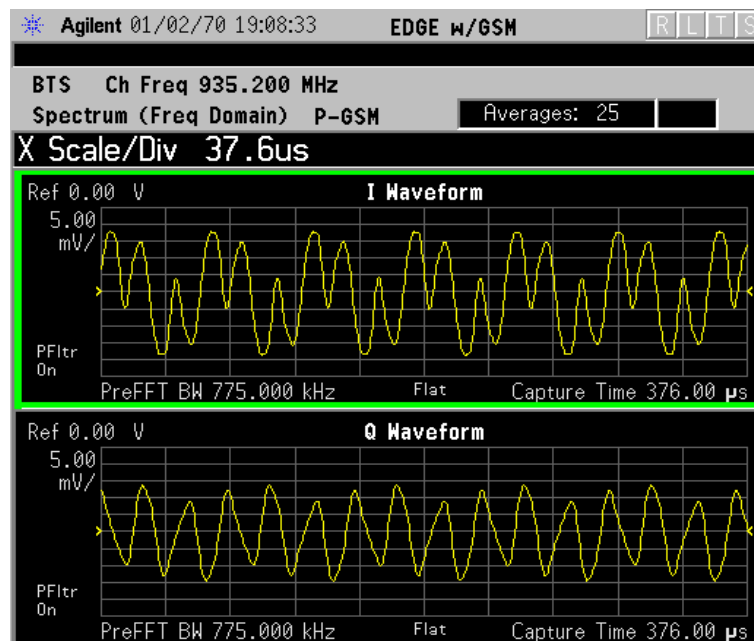 Agilent 01/02/70 19:08:33 EDGE w/GSM R L T S
BTS Ch Freq 935.200 MHz
Spectrum (Freq Domain) P-GSM Averages: 25
X Scale/Div 37.6us
Ref 0.00 V I Waveform
5.00
mV/
PFltr
On
PreFFT BW 775.000 kHz Flat Capture Time 376.00 µs
Ref 0.00 V Q Waveform
5.00
mV/
PFltr
On
PreFFT BW 775.000 kHz Flat Capture Time 376.00 µs